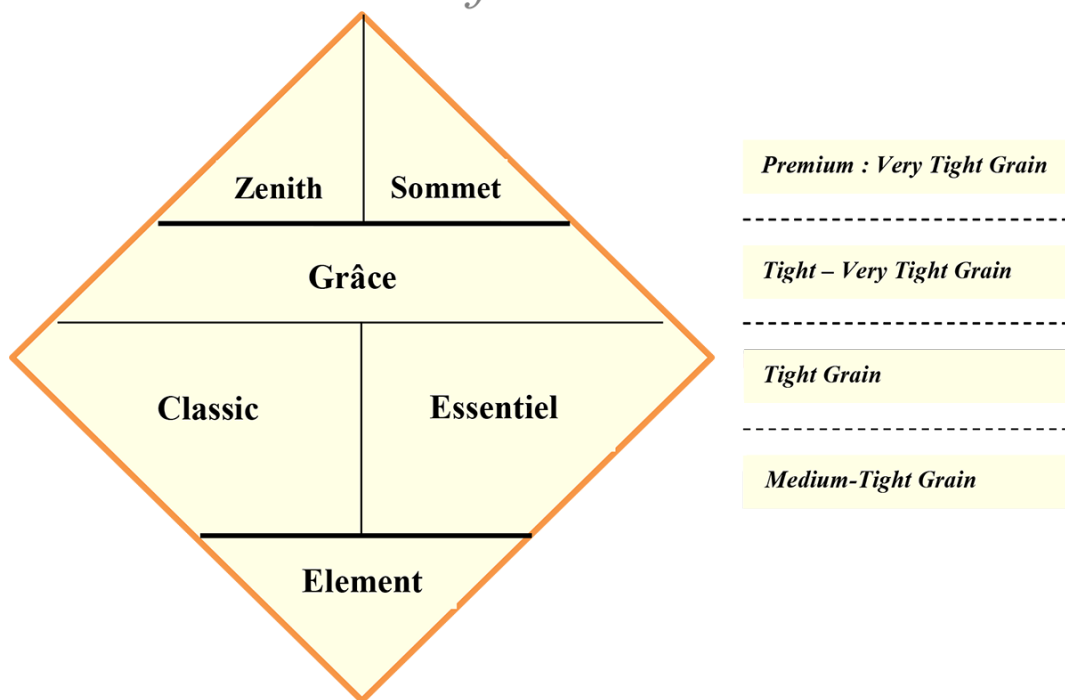 Zenith
Sommet
Grâce
Classic
Essentiel
Element
Premium : Very Tight Grain
Tight – Very Tight Grain
Tight Grain
Medium-Tight Grain